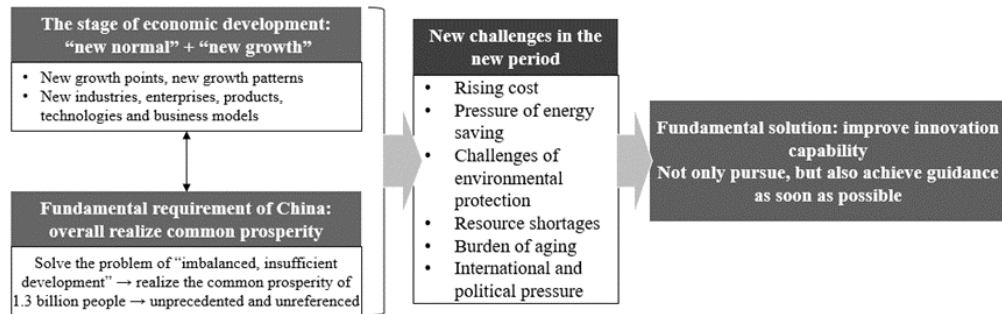 The stage of economic development:
“new normal” + “new growth”
• New growth points, new growth patterns
• New industries, enterprises, products,
technologies and business models
Fundamental requirement of China:
overall realize common prosperity
Solve the problem of “imbalanced, insufficient
development” → realize the common prosperity of
1.3 billion people → unprecedented and unreferenced
New challenges in the
new period
• Rising cost
• Pressure of energy
saving
• Challenges of
environmental
protection
• Resource shortages
• Burden of aging
• International and
political pressure
Fundamental solution: improve innovation
capability
Not only pursue, but also achieve guidance
as soon as possible